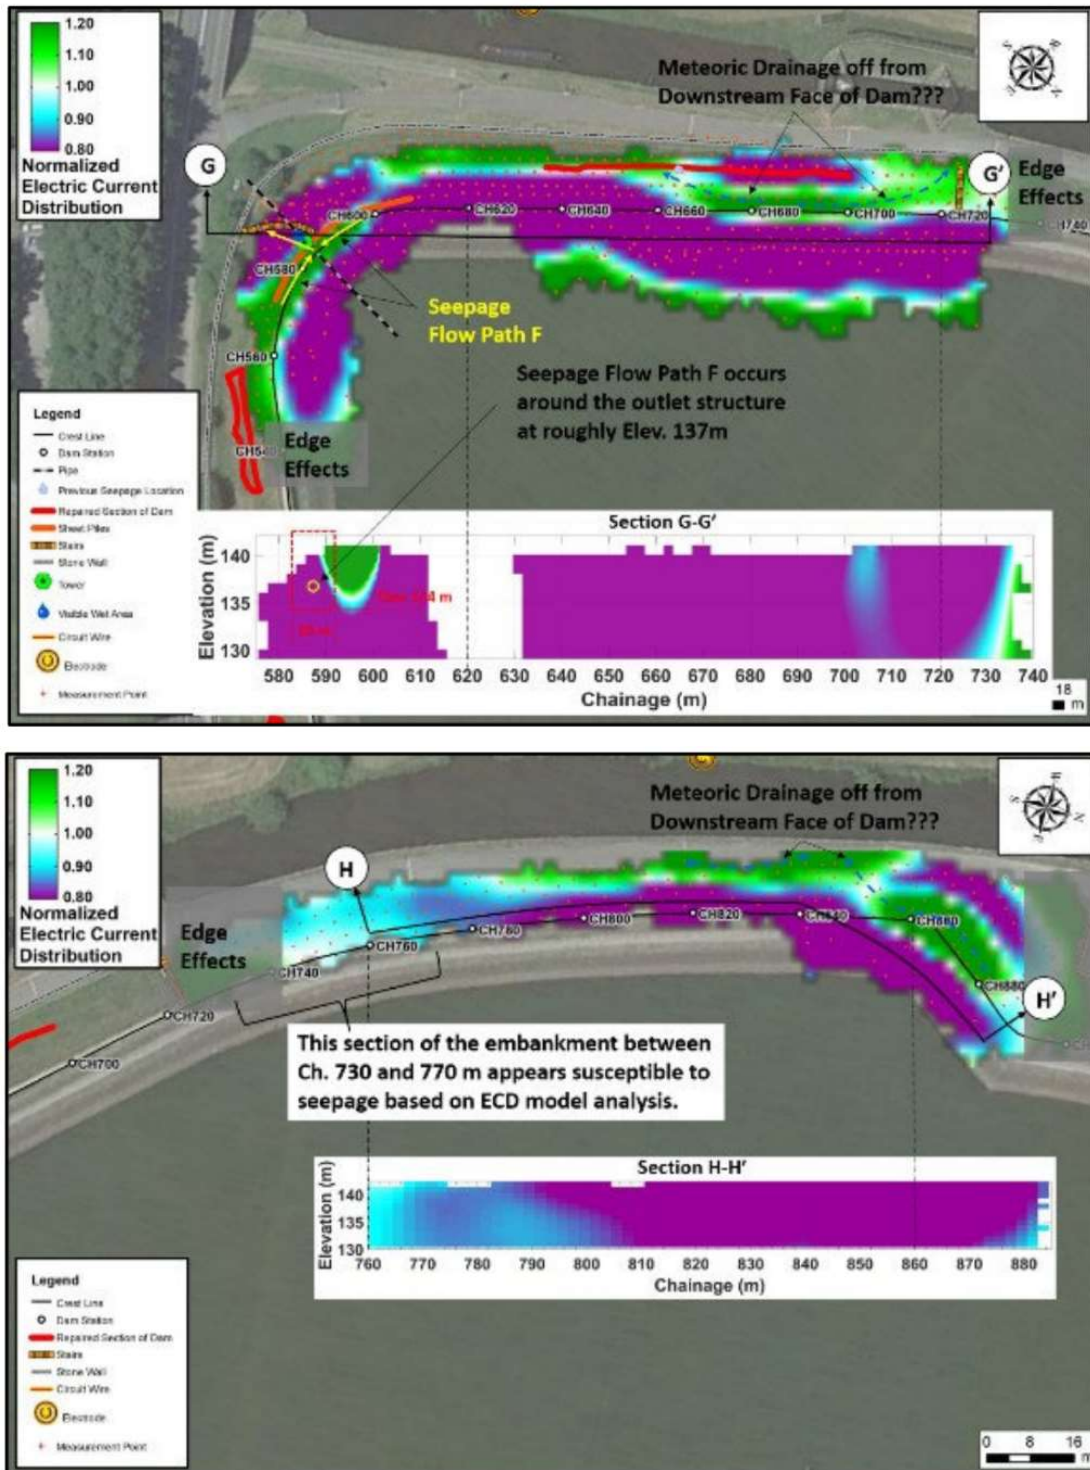 1.20
1.10
1.00
0.90
0.80
Normalized
Electric Current
Distribution
Meteoric Drainage off from
Downstream Face of Dam???
G
G'
Edge
Effects
CH600
CH620
CH640
CH660
CH680
CH700
CH720
CH580
CH560
CH540
Seepage
Flow Path F
Seepage Flow Path F occurs
around the outlet structure
at roughly Elev. 137m
Edge
Effects
Legend
Crest Line
Dam Station
Pipe
Previous Seepage Location
Repaired Section of Dam
Sheet Piles
Stairs
Stone Wall
Tower
Visible Wet Area
Circuit Wire
Electrode
Measurement Point
Section G-G'
Elevation (m)
140
135
130
580 590 600 610 620 630 640 650 660 670 680 690 700 710 720 730 740
Chainage (m)
18
m
1.20
1.10
1.00
0.90
0.80
Normalized
Electric Current
Distribution
Meteoric Drainage off from
Downstream Face of Dam???
H
H'
Edge
Effects
CH700
CH720
CH740
CH760
CH780
CH800
CH820
CH840
CH860
CH880
This section of the embankment between
Ch. 730 and 770 m appears susceptible to
seepage based on ECD model analysis.
Section H-H'
Elevation (m)
140
135
130
760 770 780 790 800 810 820 830 840 850 860 870 880
Chainage (m)
Legend
Crest Line
Dam Station
Repaired Section of Dam
Stairs
Stone Wall
Circuit Wire
Electrode
Measurement Point
0 8 16
m